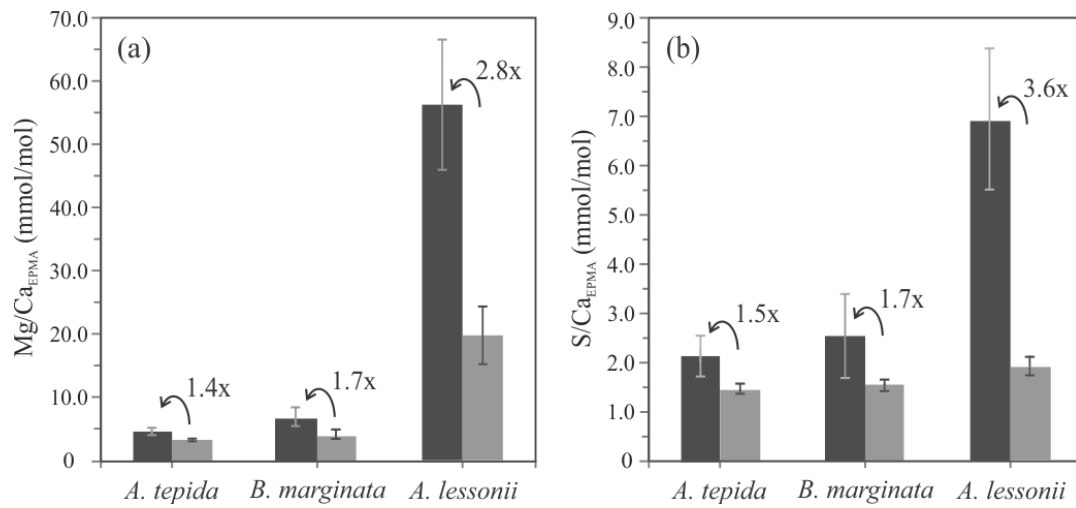 (a)
Mg/Ca_EPMA (mmol/mol)
70.0
60.0
50.0
40.0
30.0
20.0
10.0
0
1.4x
1.7x
2.8x
A. tepida B. marginata A. lessonii
(b)
S/Ca_EPMA (mmol/mol)
9.0
8.0
7.0
6.0
5.0
4.0
3.0
2.0
1.0
0
1.5x
1.7x
3.6x
A. tepida B. marginata A. lessonii